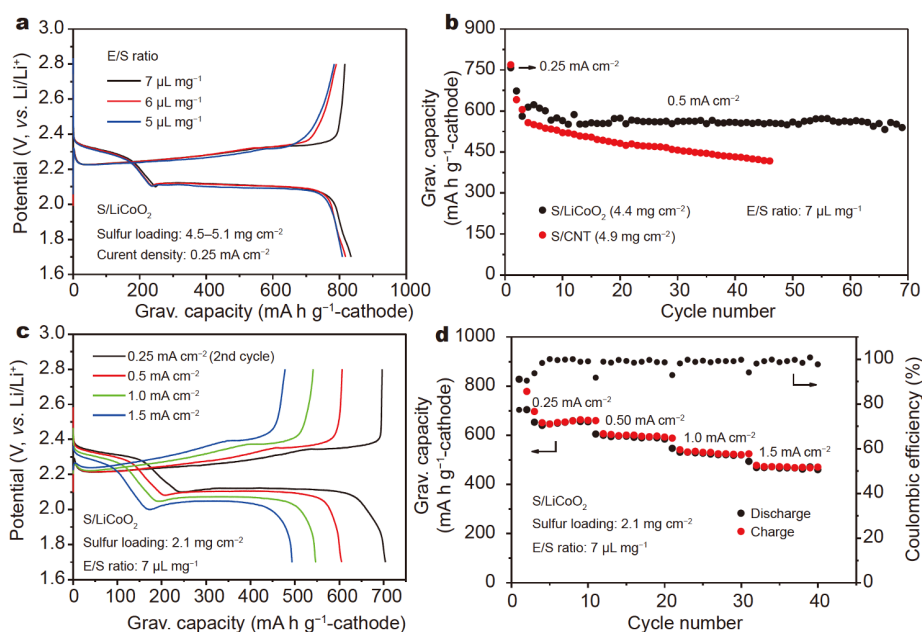 a
E/S ratio
7 μL mg⁻¹
6 μL mg⁻¹
5 μL mg⁻¹
S/LiCoO₂
Sulfur loading: 4.5–5.1 mg cm⁻²
Curent density: 0.25 mA cm⁻²
Potential (V, vs. Li/Li⁺)
2.8
2.6
2.4
2.2
2.0
1.8
1.6
3.0
0 200 400 600 800 1000
Grav. capacity (mA h g⁻¹-cathode)
b
0.25 mA cm⁻²
0.5 mA cm⁻²
S/LiCoO₂ (4.4 mg cm⁻²)
S/CNT (4.9 mg cm⁻²)
E/S ratio: 7 μL mg⁻¹
Grav. capacity
(mA h g⁻¹-cathode)
900
750
600
450
300
150
0
0 10 20 30 40 50 60 70
Cycle number
c
0.25 mA cm⁻² (2nd cycle)
0.5 mA cm⁻²
1.0 mA cm⁻²
1.5 mA cm⁻²
S/LiCoO₂
Sulfur loading: 2.1 mg cm⁻²
E/S ratio: 7 μL mg⁻¹
Potential (V, vs. Li/Li⁺)
3.0
2.8
2.6
2.4
2.2
2.0
1.8
1.6
0 100 200 300 400 500 600 700
Grav. capacity (mA h g⁻¹-cathode)
d
0.25 mA cm⁻²
0.50 mA cm⁻²
1.0 mA cm⁻²
1.5 mA cm⁻²
S/LiCoO₂
Sulfur loading: 2.1 mg cm⁻²
E/S ratio: 7 μL mg⁻¹
Discharge
Charge
Grav. capacity
(mA h g⁻¹-cathode)
1000
800
600
400
200
0
Coulombic efficiency (%)
100
80
60
40
20
0
0 10 20 30 40
Cycle number